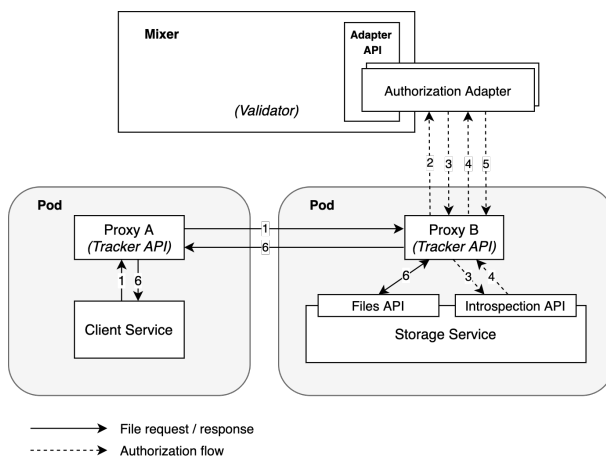 Mixer
Adapter
API
Authorization Adapter
(Validator)
2
3
4
5
Pod
Pod
Proxy A
(Tracker API)
1
6
Proxy B
(Tracker API)
1
6
6
3
4
Client Service
Files API
Introspection API
Storage Service
File request / response
Authorization flow